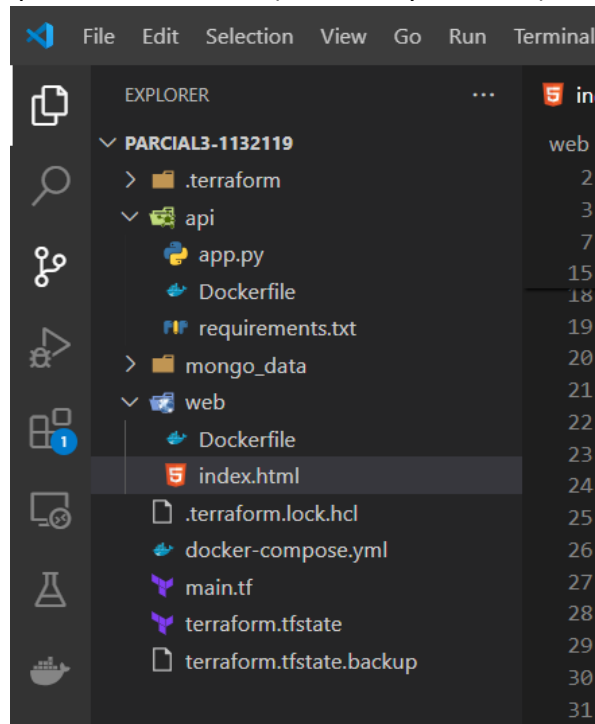 File Edit Selection View Go Run Terminal
EXPLORER ... in
PARCIAL3-1132119
.terraform
api
app.py
Dockerfile
requirements.txt
mongo_data
web
Dockerfile
index.html
.terraform.lock.hcl
docker-compose.yml
main.tf
terraform.tfstate
terraform.tfstate.backup
1
web
2
3
7
15
18
19
20
21
22
23
24
25
26
27
28
29
30
31